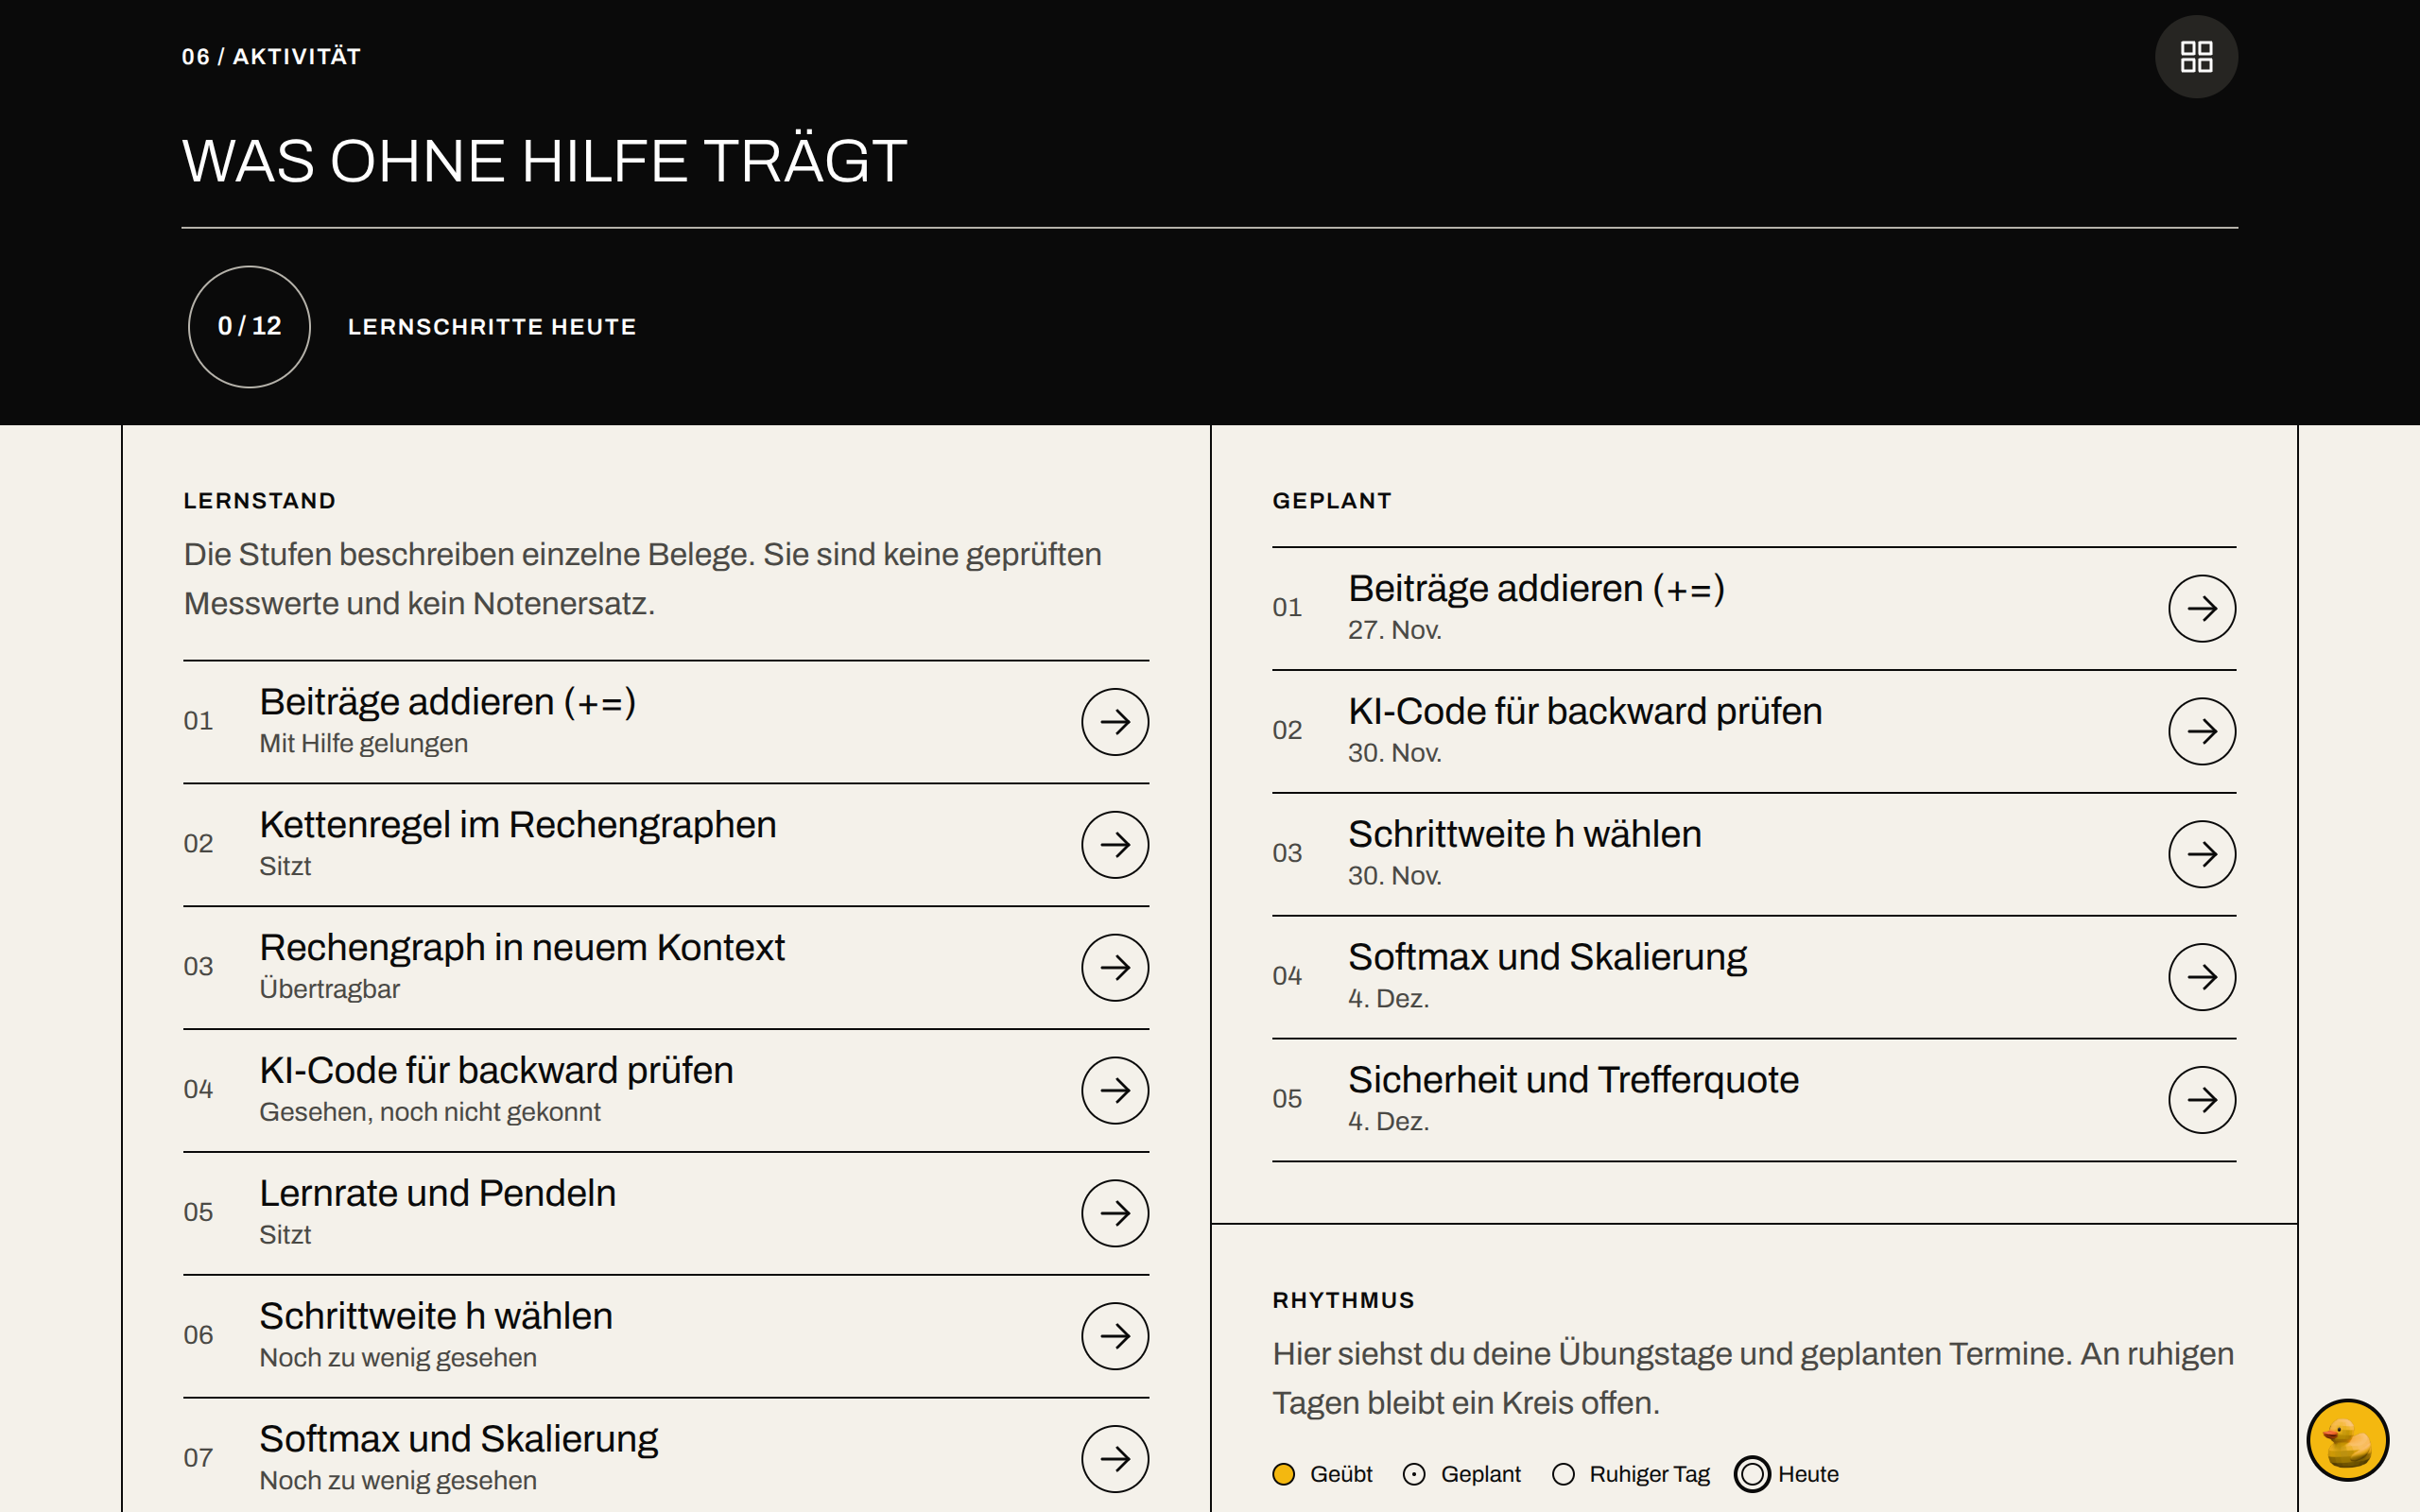 06 / AKTIVITÄT
WAS OHNE HILFE TRÄGT
0 / 12
LERNSCHRITTE HEUTE
LERNSTAND
Die Stufen beschreiben einzelne Belege. Sie sind keine geprüften
Messwerte und kein Notenersatz.
01
Beiträge addieren (+=)
Mit Hilfe gelungen
02
Kettenregel im Rechengraphen
Sitzt
03
Rechengraph in neuem Kontext
Übertragbar
04
KI-Code für backward prüfen
Gesehen, noch nicht gekonnt
05
Lernrate und Pendeln
Sitzt
06
Schrittweite h wählen
Noch zu wenig gesehen
07
Softmax und Skalierung
Noch zu wenig gesehen
GEPLANT
01
Beiträge addieren (+=)
27. Nov.
02
KI-Code für backward prüfen
30. Nov.
03
Schrittweite h wählen
30. Nov.
04
Softmax und Skalierung
4. Dez.
05
Sicherheit und Trefferquote
4. Dez.
RHYTHMUS
Hier siehst du deine Übungstage und geplanten Termine. An ruhigen
Tagen bleibt ein Kreis offen.
Geübt Geplant Ruhiger Tag Heute